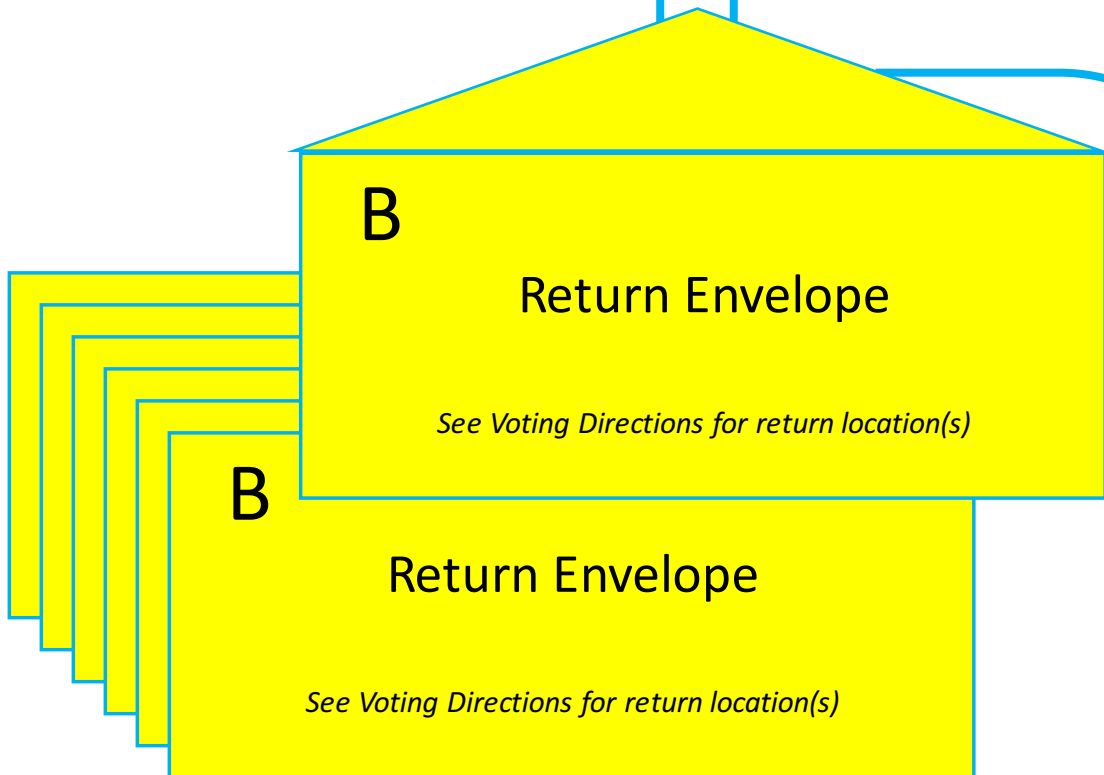 B
Return Envelope
See Voting Directions for return location(s)
B
Return Envelope
See Voting Directions for return location(s)